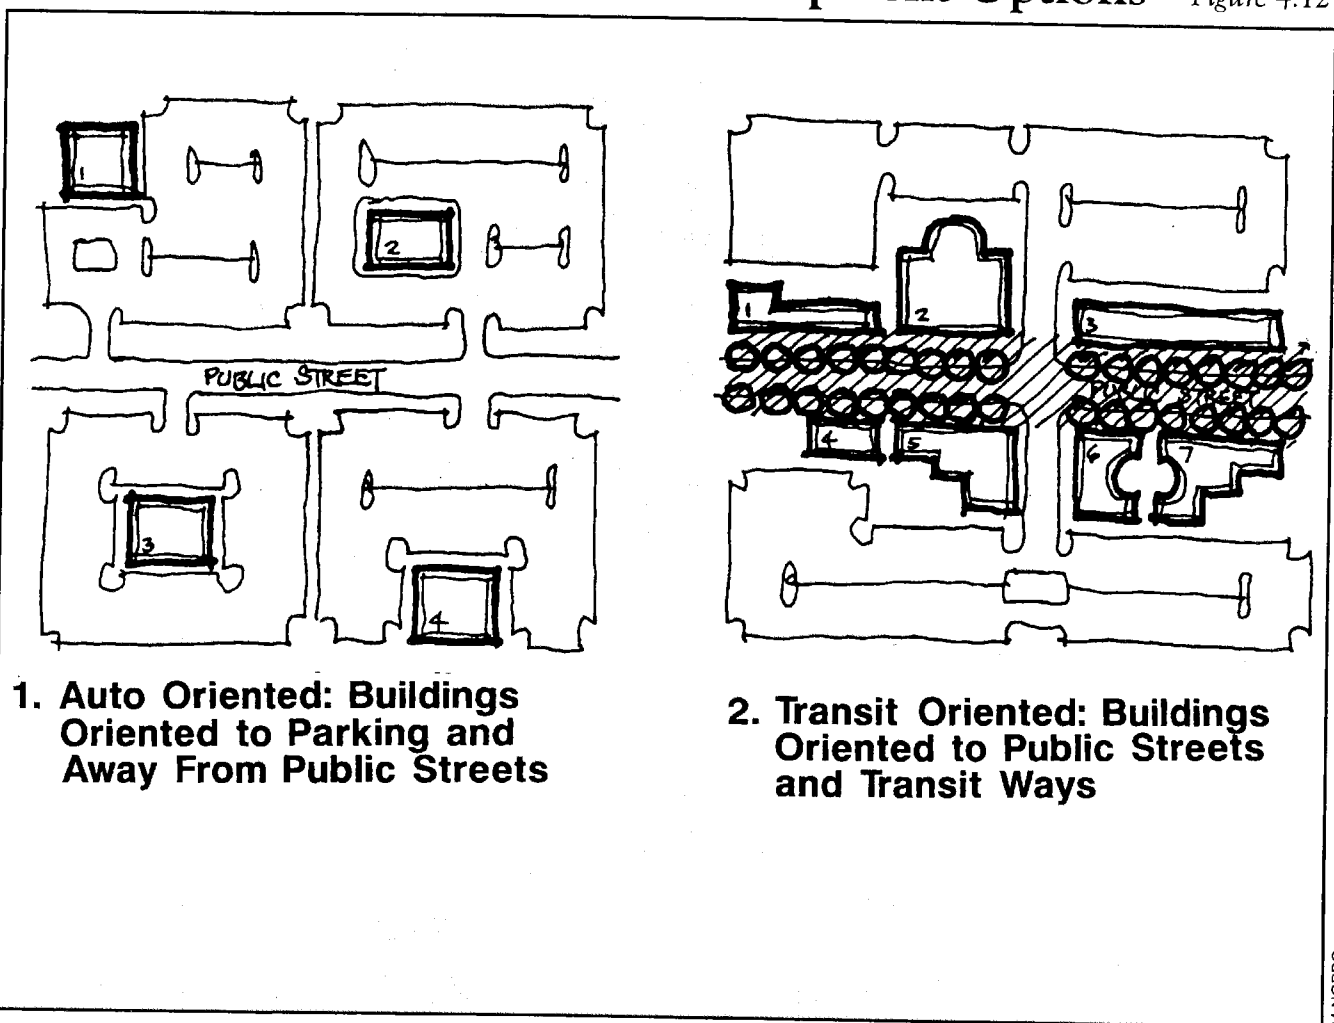 Options Figure 4.12
1
2
PUBLIC STREET
3
4
1
2
3
PUBLIC STREET
4
5
6
7
1. Auto Oriented: Buildings
Oriented to Parking and
Away From Public Streets
2. Transit Oriented: Buildings
Oriented to Public Streets
and Transit Ways